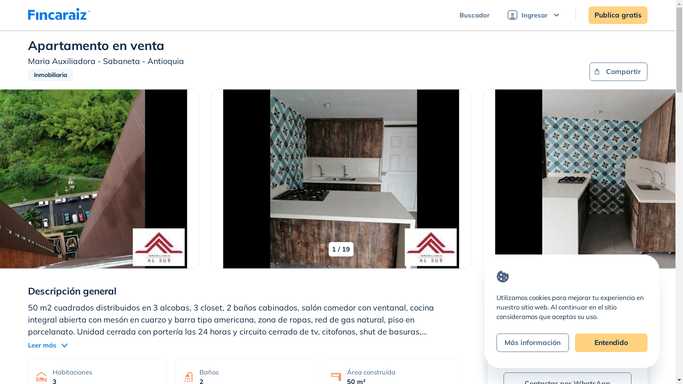 Fincaraiz
Buscador
Ingresar
Publica gratis
Apartamento en venta
Maria Auxiliadora - Sabaneta - Antioquia
Inmobiliaria
Compartir
AL SUR
1 / 19
AL SUR
Descripción general
50 m2 cuadrados distribuidos en 3 alcobas, 3 closet, 2 baños cabinados, salón comedor con ventanal, cocina
integral abierta con mesón en cuarzo y barra tipo americana, zona de ropas, red de gas natural, piso en
porcelanato. Unidad cerrada con portería las 24 horas y circuito cerrado de tv, citofonos, shut de basuras,...
Leer más
Habitaciones
3
Baños
2
Área construida
50 m²
Utilizamos cookies para mejorar tu experiencia en
nuestro sitio web. Al continuar en el sitio
consideramos que aceptas su uso.
Más información
Entendido
Contactar por WhatsApp